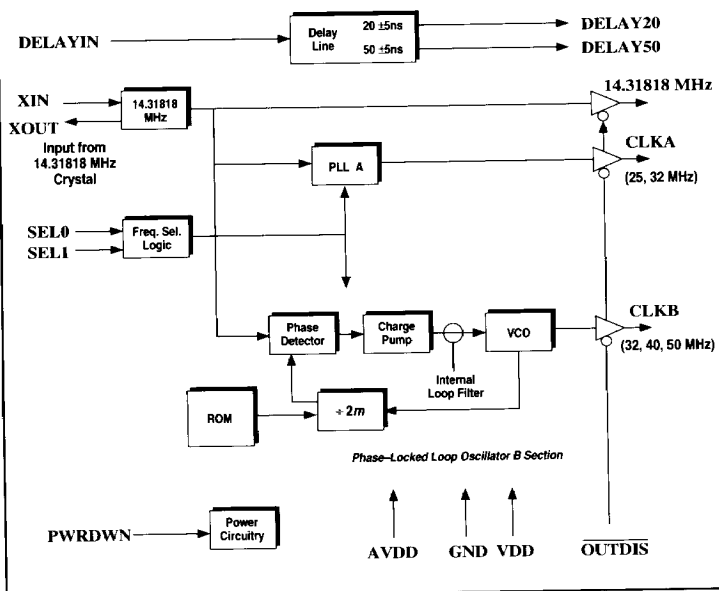 DELAYIN
Delay
Line
20 ±5ns
50 ±5ns
DELAY20
DELAY50
XIN
XOUT
14.31818
MHz
Input from
14.31818 MHz
Crystal
14.31818 MHz
PLL A
CLKA
(25, 32 MHz)
SEL0
SEL1
Freq. Sel.
Logic
Phase
Detector
Charge
Pump
VCO
CLKB
(32, 40, 50 MHz)
Internal
Loop Filter
ROM
÷ 2m
Phase–Locked Loop Oscillator B Section
PWRDWN
Power
Circuitry
AVDD
GND
VDD
OUTDIS